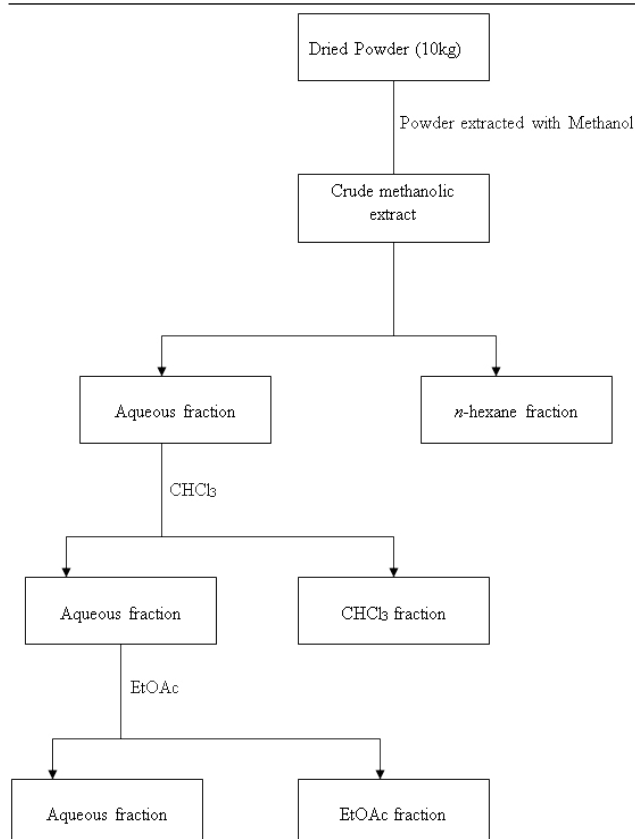 Dried Powder (10kg)
Powder extracted with Methanol
Crude methanolic
extract
Aqueous fraction
n-hexane fraction
CHCl₃
Aqueous fraction
CHCl₃ fraction
EtOAc
Aqueous fraction
EtOAc fraction